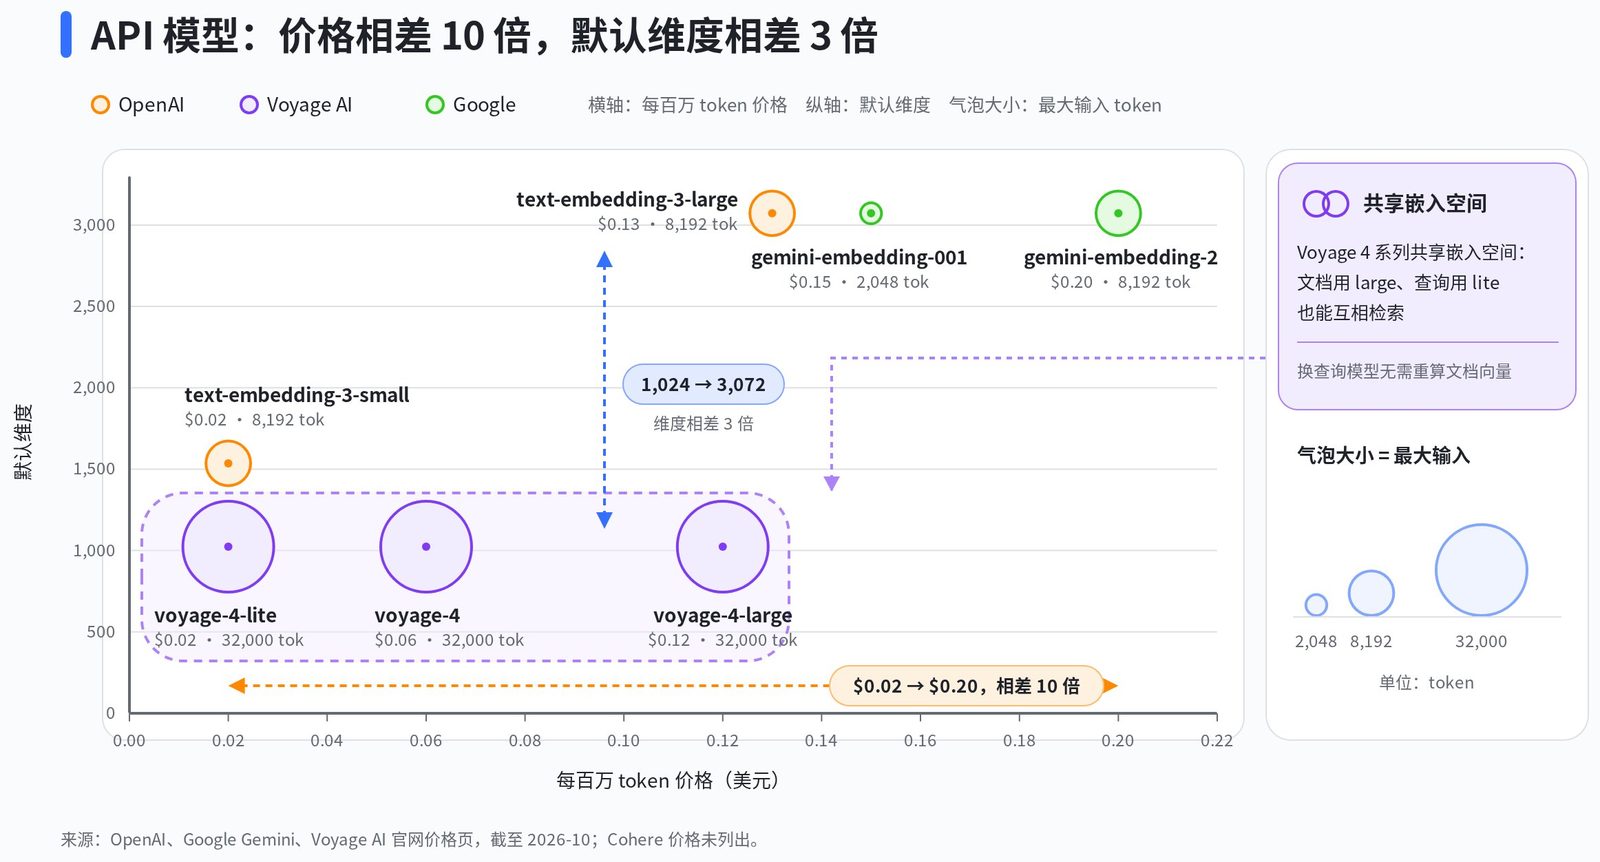 API 模型：价格相差 10 倍，默认维度相差 3 倍
OpenAI
Voyage AI
Google
横轴：每百万 token 价格 纵轴：默认维度 气泡大小：最大输入 token
默认维度
3,000
2,500
2,000
1,500
1,000
500
0
text-embedding-3-large
$0.13 • 8,192 tok
gemini-embedding-001
$0.15 • 2,048 tok
gemini-embedding-2
$0.20 • 8,192 tok
text-embedding-3-small
$0.02 • 8,192 tok
1,024 → 3,072
维度相差 3 倍
voyage-4-lite
$0.02 • 32,000 tok
voyage-4
$0.06 • 32,000 tok
voyage-4-large
$0.12 • 32,000 tok
$0.02 → $0.20，相差 10 倍
0.00 0.02 0.04 0.06 0.08 0.10 0.12 0.14 0.16 0.18 0.20 0.22
每百万 token 价格（美元）
共享嵌入空间
Voyage 4 系列共享嵌入空间：
文档用 large、查询用 lite
也能互相检索
换查询模型无需重算文档向量
气泡大小 = 最大输入
2,048 8,192 32,000
单位：token
来源：OpenAI、Google Gemini、Voyage AI 官网价格页，截至 2026-10；Cohere 价格未列出。